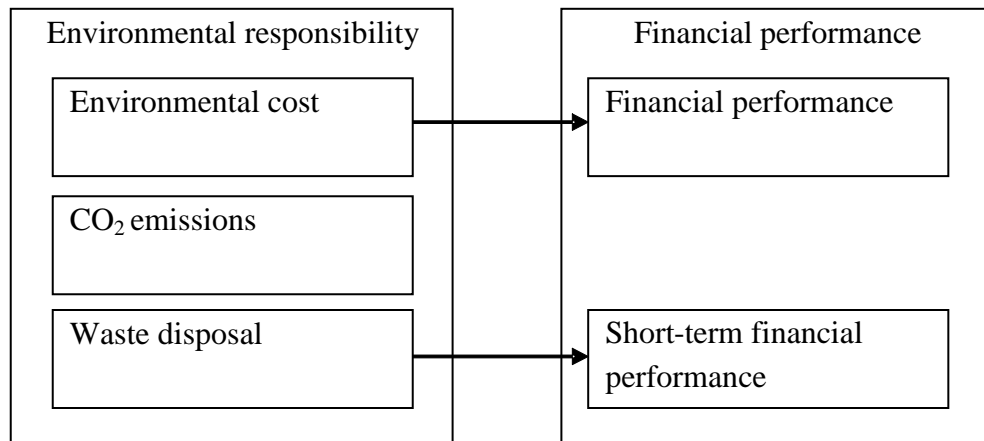 Environmental responsibility
Environmental cost
CO₂ emissions
Waste disposal
Financial performance
Financial performance
Short-term financial
performance